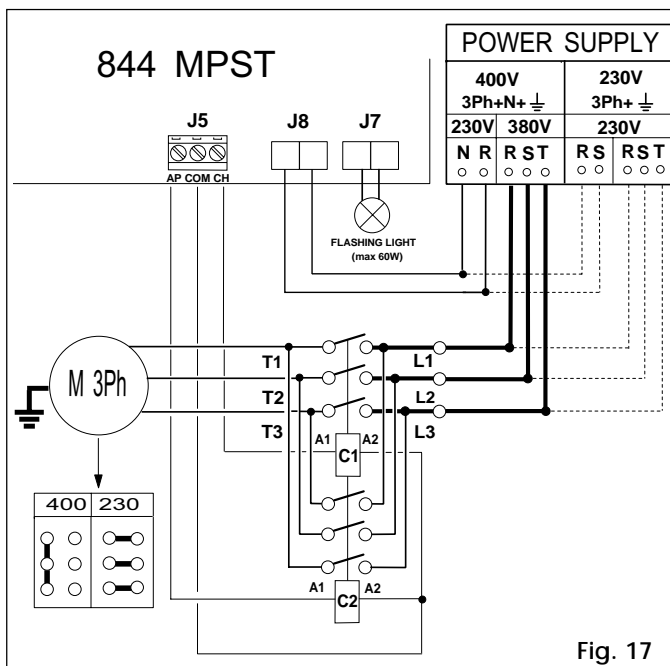 844 MPST
POWER SUPPLY
400V
3Ph+N+
230V
3Ph+
230V 380V
230V
N R R S T
R S R S T
J5
J8
J7
AP COM CH
FLASHING LIGHT
(max 60W)
M 3Ph
T1
L1
T2
L2
T3
L3
A1
C1
A2
400 230
A1
C2
A2
Fig. 17